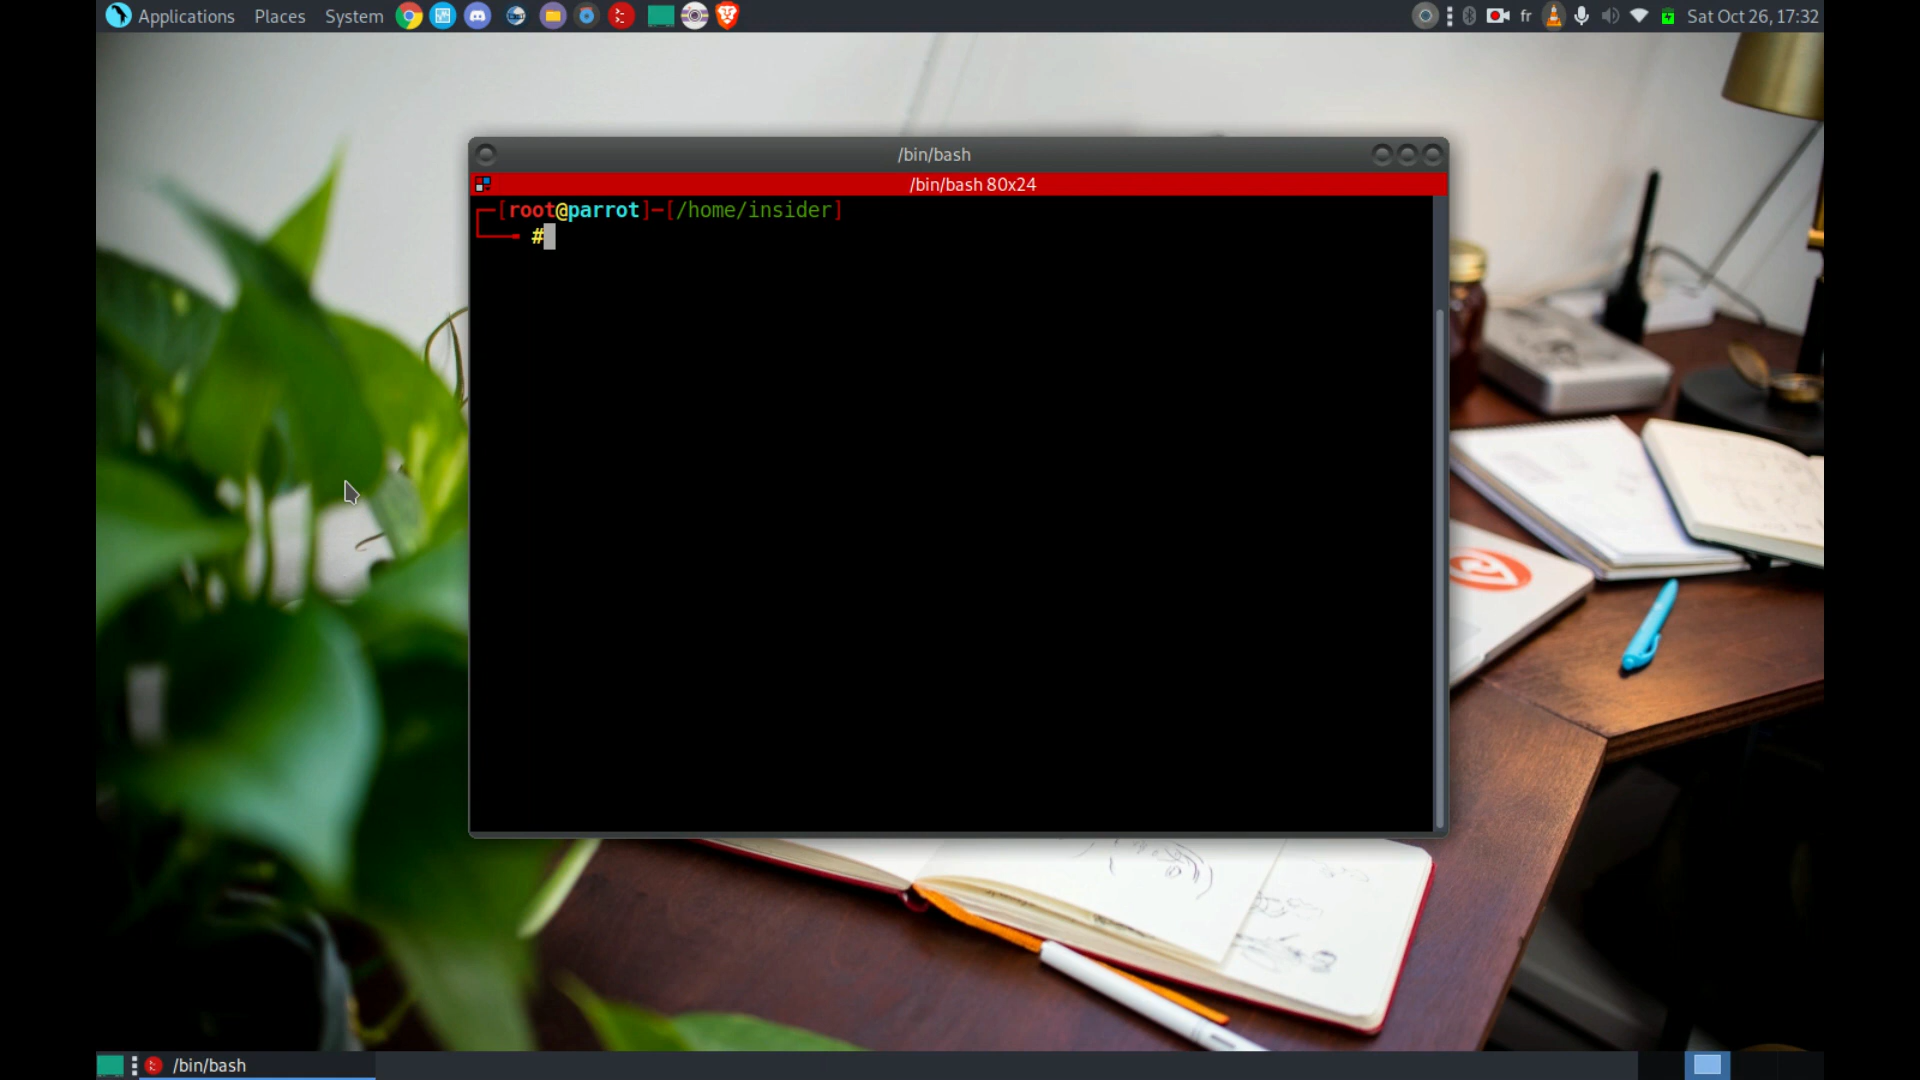 Applications Places System
fr Sat Oct 26, 17:32
/bin/bash
/bin/bash 80x24
[root@parrot]─[/home/insider]
#
/bin/bash